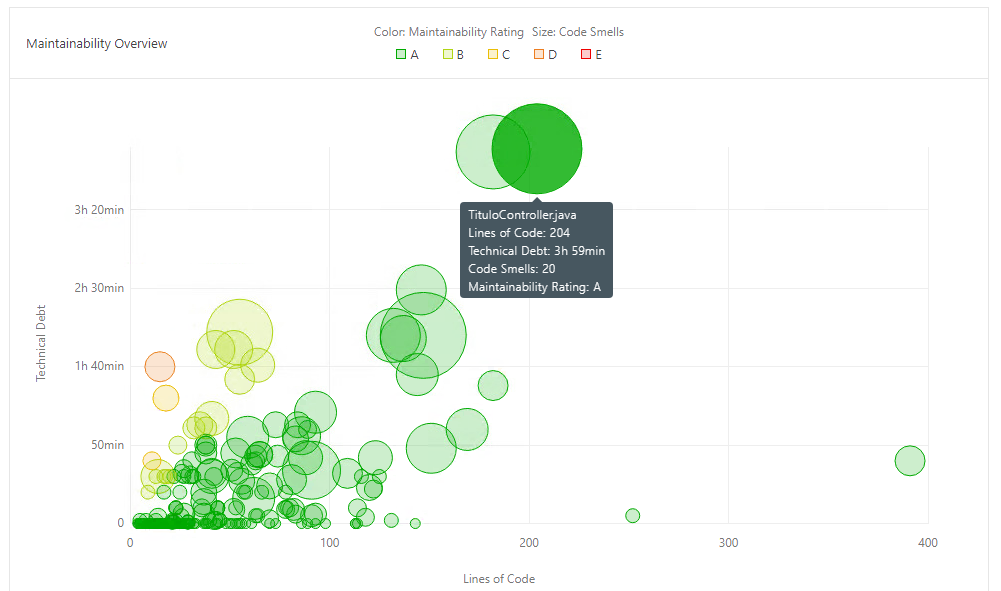 Maintainability Overview
Color: Maintainability Rating Size: Code Smells
A B C D E
3h 20min
2h 30min
1h 40min
50min
0
Technical Debt
TituloController.java
Lines of Code: 204
Technical Debt: 3h 59min
Code Smells: 20
Maintainability Rating: A
0 100 200 300 400
Lines of Code